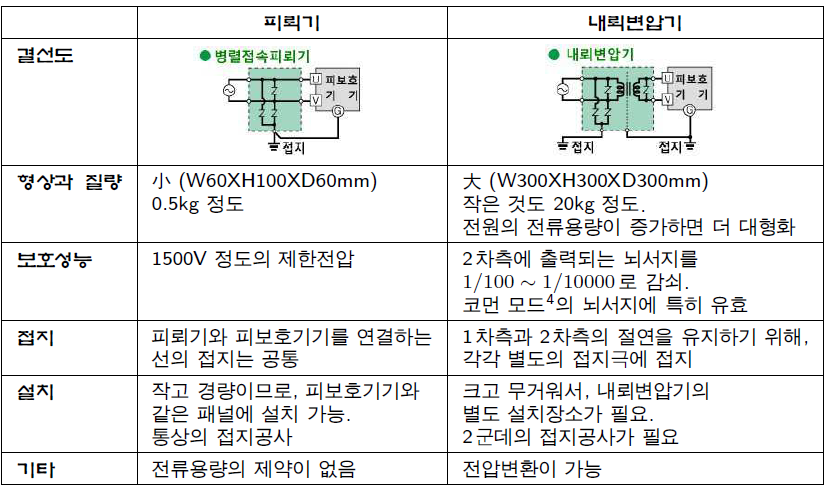 피뢰기 내뢰변압기
결선도
병렬접속피뢰기
U 피보호
기 기
V
G
접지
내뢰변압기
U 피보호
기 기
V
G
접지 접지
형상과 질량
小 (W60XH100XD60mm)
0.5kg 정도
大 (W300XH300XD300mm)
작은 것도 20kg 정도.
전원의 전류용량이 증가하면 더 대형화
보호성능
1500V 정도의 제한전압
2차측에 출력되는 뇌서지를
1/100 ∼ 1/10000로 감쇠.
코먼 모드⁴의 뇌서지에 특히 유효
접지
피뢰기와 피보호기기를 연결하는
선의 접지는 공통
1차측과 2차측의 절연을 유지하기 위해,
각각 별도의 접지극에 접지
설치
작고 경량이므로, 피보호기기와
같은 패널에 설치 가능.
통상의 접지공사
크고 무거워서, 내뢰변압기의
별도 설치장소가 필요.
2군데의 접지공사가 필요
기타
전류용량의 제약이 없음
전압변환이 가능